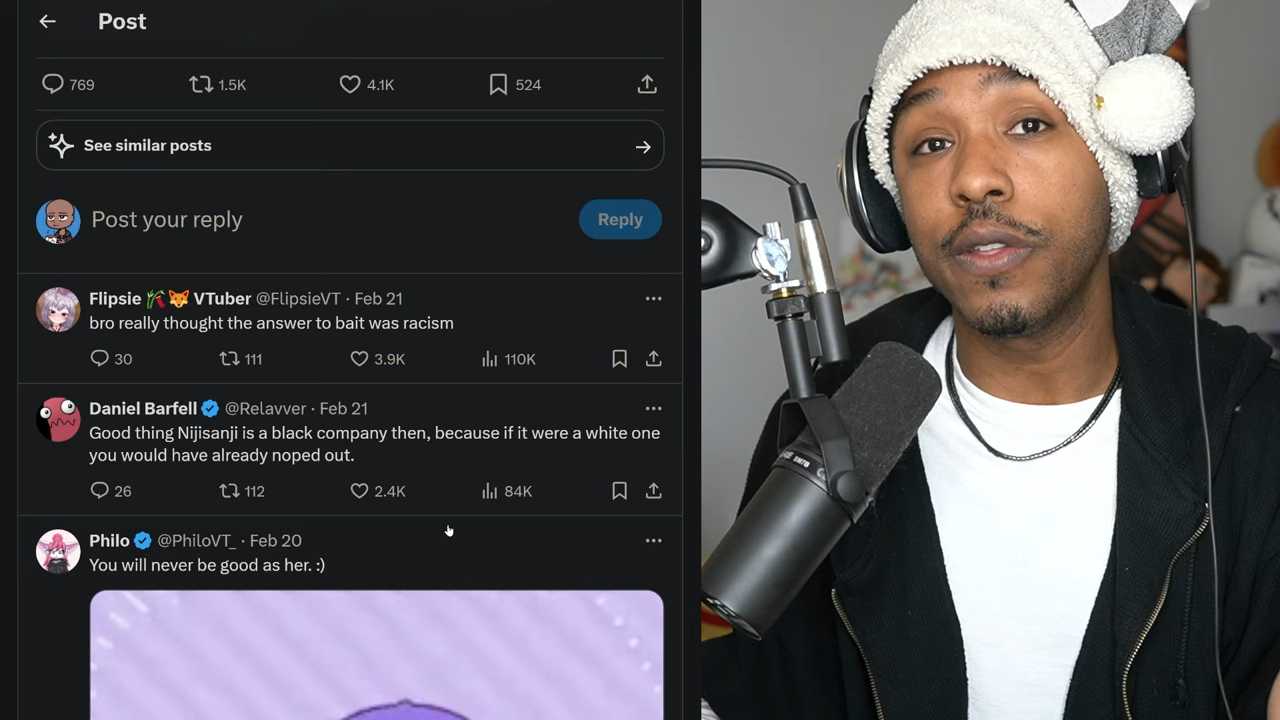 Post
769 1.5K 4.1K 524
See similar posts
Post your reply
Reply
Flipsie 🎋🦊 VTuber @FlipsieVT · Feb 21
bro really thought the answer to bait was racism
30 111 3.9K 110K
Daniel Barfell @Relavver · Feb 21
Good thing Nijisanji is a black company then, because if it were a white one
you would have already noped out.
26 112 2.4K 84K
Philo @PhiloVT_ · Feb 20
You will never be good as her. :)
SM7B